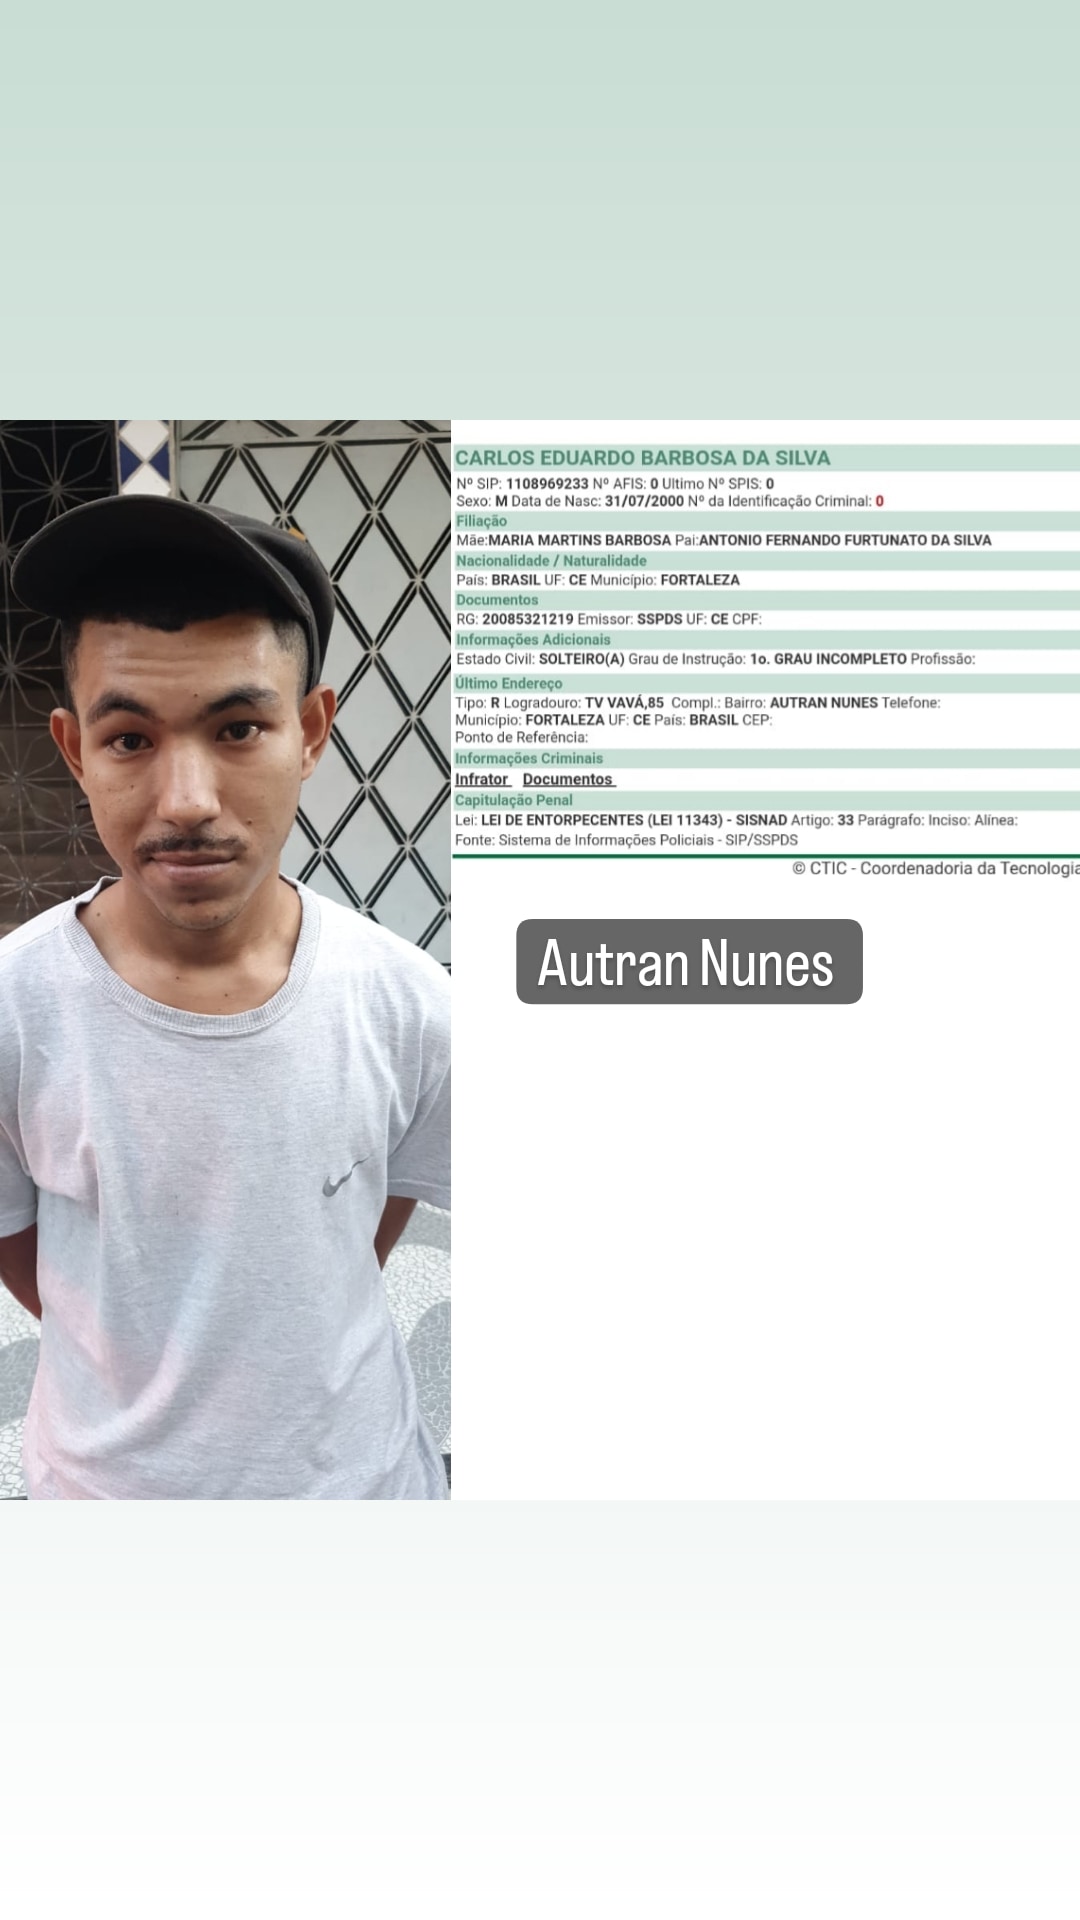 CARLOS EDUARDO BARBOSA DA SILVA
Nº SIP: 1108969233 Nº AFIS: 0 Ultimo Nº SPIS: 0
Sexo: M Data de Nasc: 31/07/2000 Nº da Identificação Criminal: 0
Filiação
Mãe:MARIA MARTINS BARBOSA Pai:ANTONIO FERNANDO FURTUNATO DA SILVA
Nacionalidade / Naturalidade
País: BRASIL UF: CE Município: FORTALEZA
Documentos
RG: 20085321219 Emissor: SSPDS UF: CE CPF:
Informações Adicionais
Estado Civil: SOLTEIRO(A) Grau de Instrução: 1o. GRAU INCOMPLETO Profissão:
Último Endereço
Tipo: R Logradouro: TV VAVÁ,85 Compl.: Bairro: AUTRAN NUNES Telefone:
Município: FORTALEZA UF: CE País: BRASIL CEP:
Ponto de Referência:
Informações Criminais
Infrator Documentos
Capitulação Penal
Lei: LEI DE ENTORPECENTES (LEI 11343) - SISNAD Artigo: 33 Parágrafo: Inciso: Alínea:
Fonte: Sistema de Informações Policiais - SIP/SSPDS
© CTIC - Coordenadoria da Tecnologia
Autran Nunes